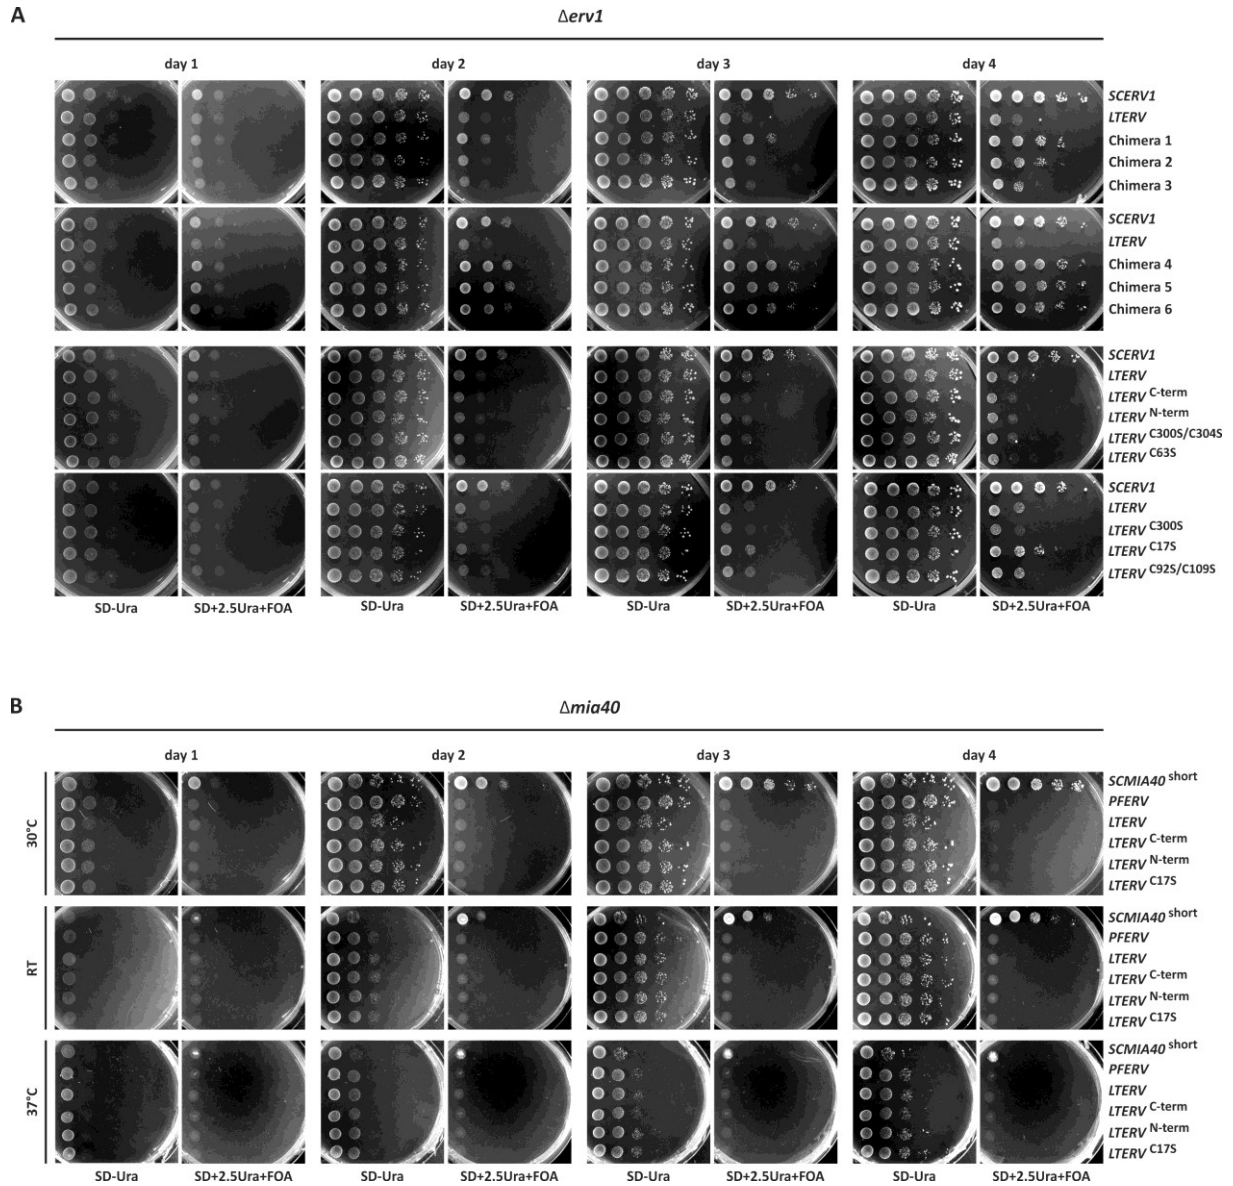 A
Δerv1
day 1 day 2 day 3 day 4
SCERV1
LTERV
Chimera 1
Chimera 2
Chimera 3
SCERV1
LTERV
Chimera 4
Chimera 5
Chimera 6
SCERV1
LTERV
LTERV C-term
LTERV N-term
LTERV C300S/C304S
LTERV C63S
SCERV1
LTERV
LTERV C300S
LTERV C17S
LTERV C92S/C109S
SD-Ura SD+2.5Ura+FOA SD-Ura SD+2.5Ura+FOA SD-Ura SD+2.5Ura+FOA SD-Ura SD+2.5Ura+FOA
B
Δmia40
day 1 day 2 day 3 day 4
30°C
SCMIA40 short
PFERV
LTERV
LTERV C-term
LTERV N-term
LTERV C17S
RT
SCMIA40 short
PFERV
LTERV
LTERV C-term
LTERV N-term
LTERV C17S
37°C
SCMIA40 short
PFERV
LTERV
LTERV C-term
LTERV N-term
LTERV C17S
SD-Ura SD+2.5Ura+FOA SD-Ura SD+2.5Ura+FOA SD-Ura SD+2.5Ura+FOA SD-Ura SD+2.5Ura+FOA